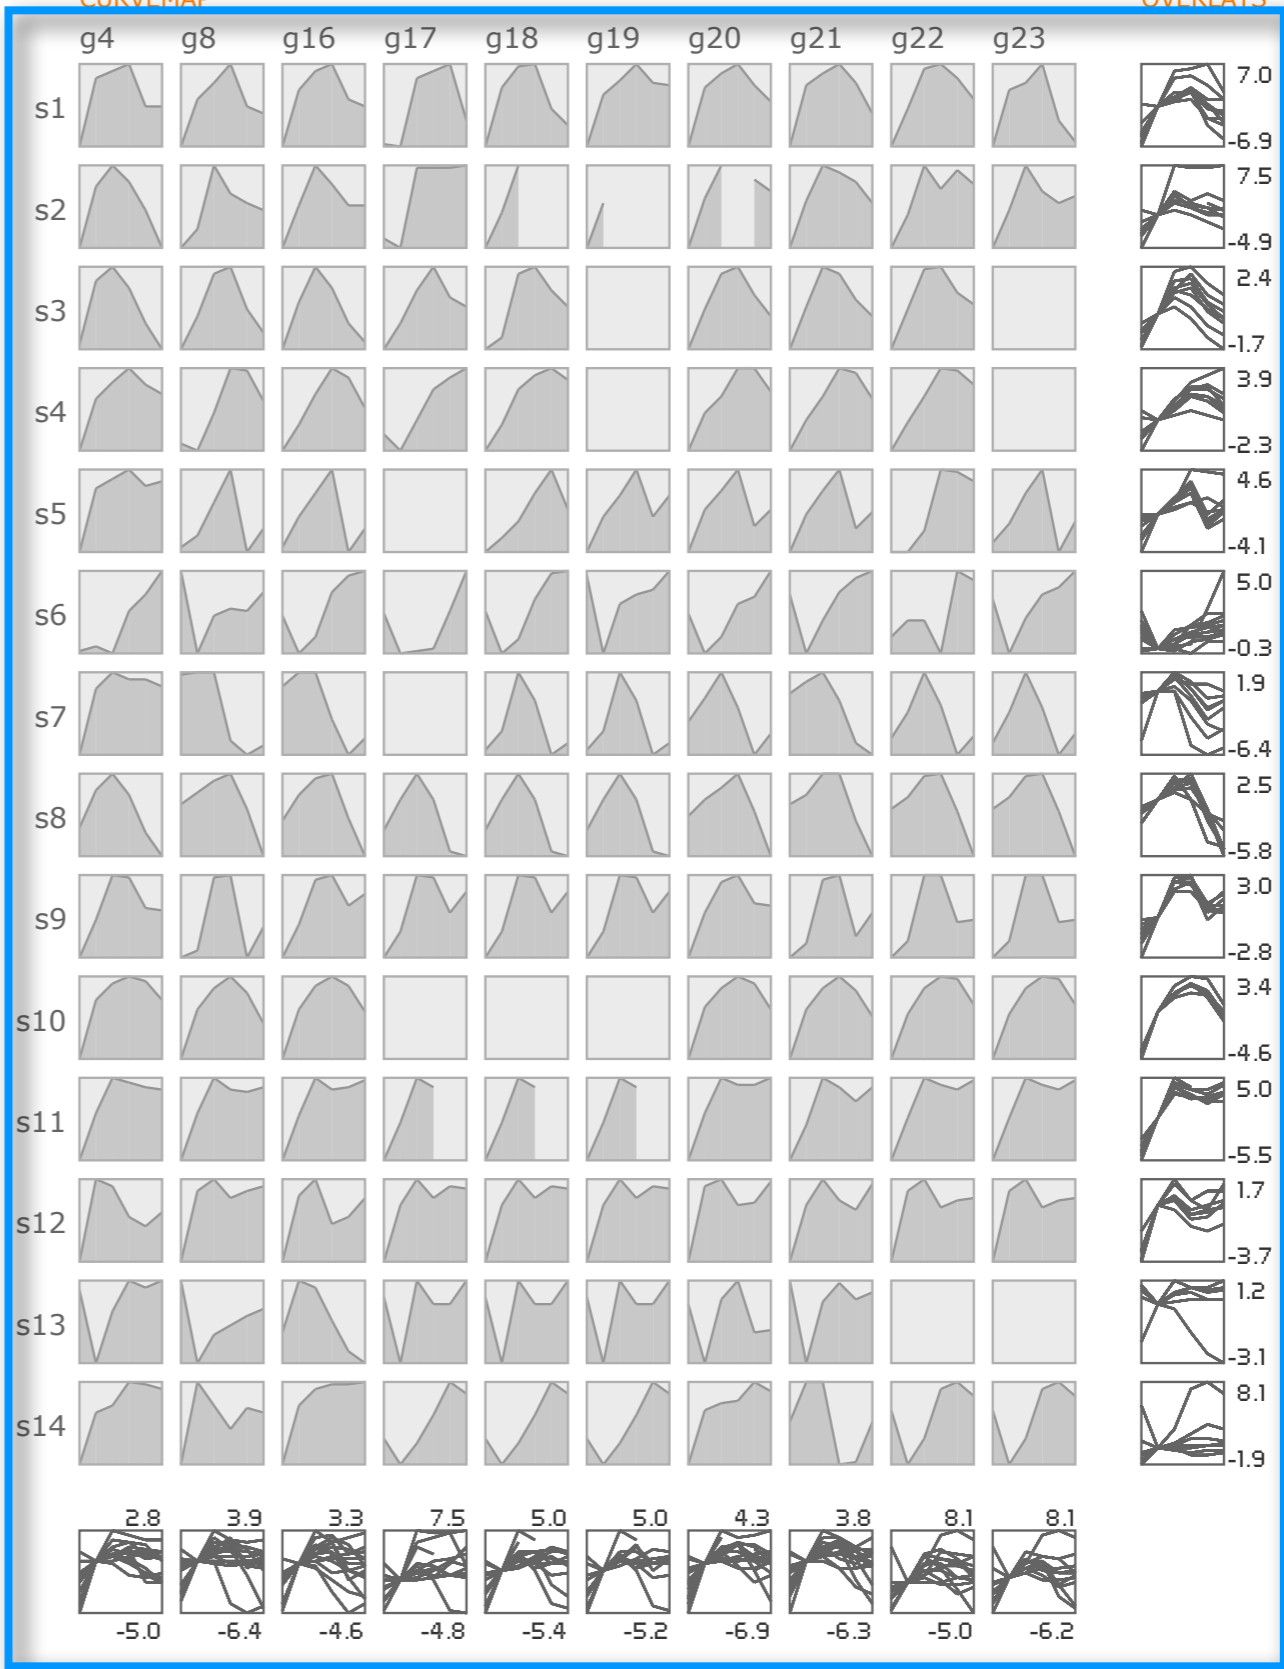 CURVEMAP OVERLAYS
g4 g8 g16 g17 g18 g19 g20 g21 g22 g23
s1 7.0
-6.9
s2 7.5
-4.9
s3 2.4
-1.7
s4 3.9
-2.3
s5 4.6
-4.1
s6 5.0
-0.3
s7 1.9
-6.4
s8 2.5
-5.8
s9 3.0
-2.8
s10 3.4
-4.6
s11 5.0
-5.5
s12 1.7
-3.7
s13 1.2
-3.1
s14 8.1
-1.9
2.8 3.9 3.3 7.5 5.0 5.0 4.3 3.8 8.1 8.1
-5.0 -6.4 -4.6 -4.8 -5.4 -5.2 -6.9 -6.3 -5.0 -6.2